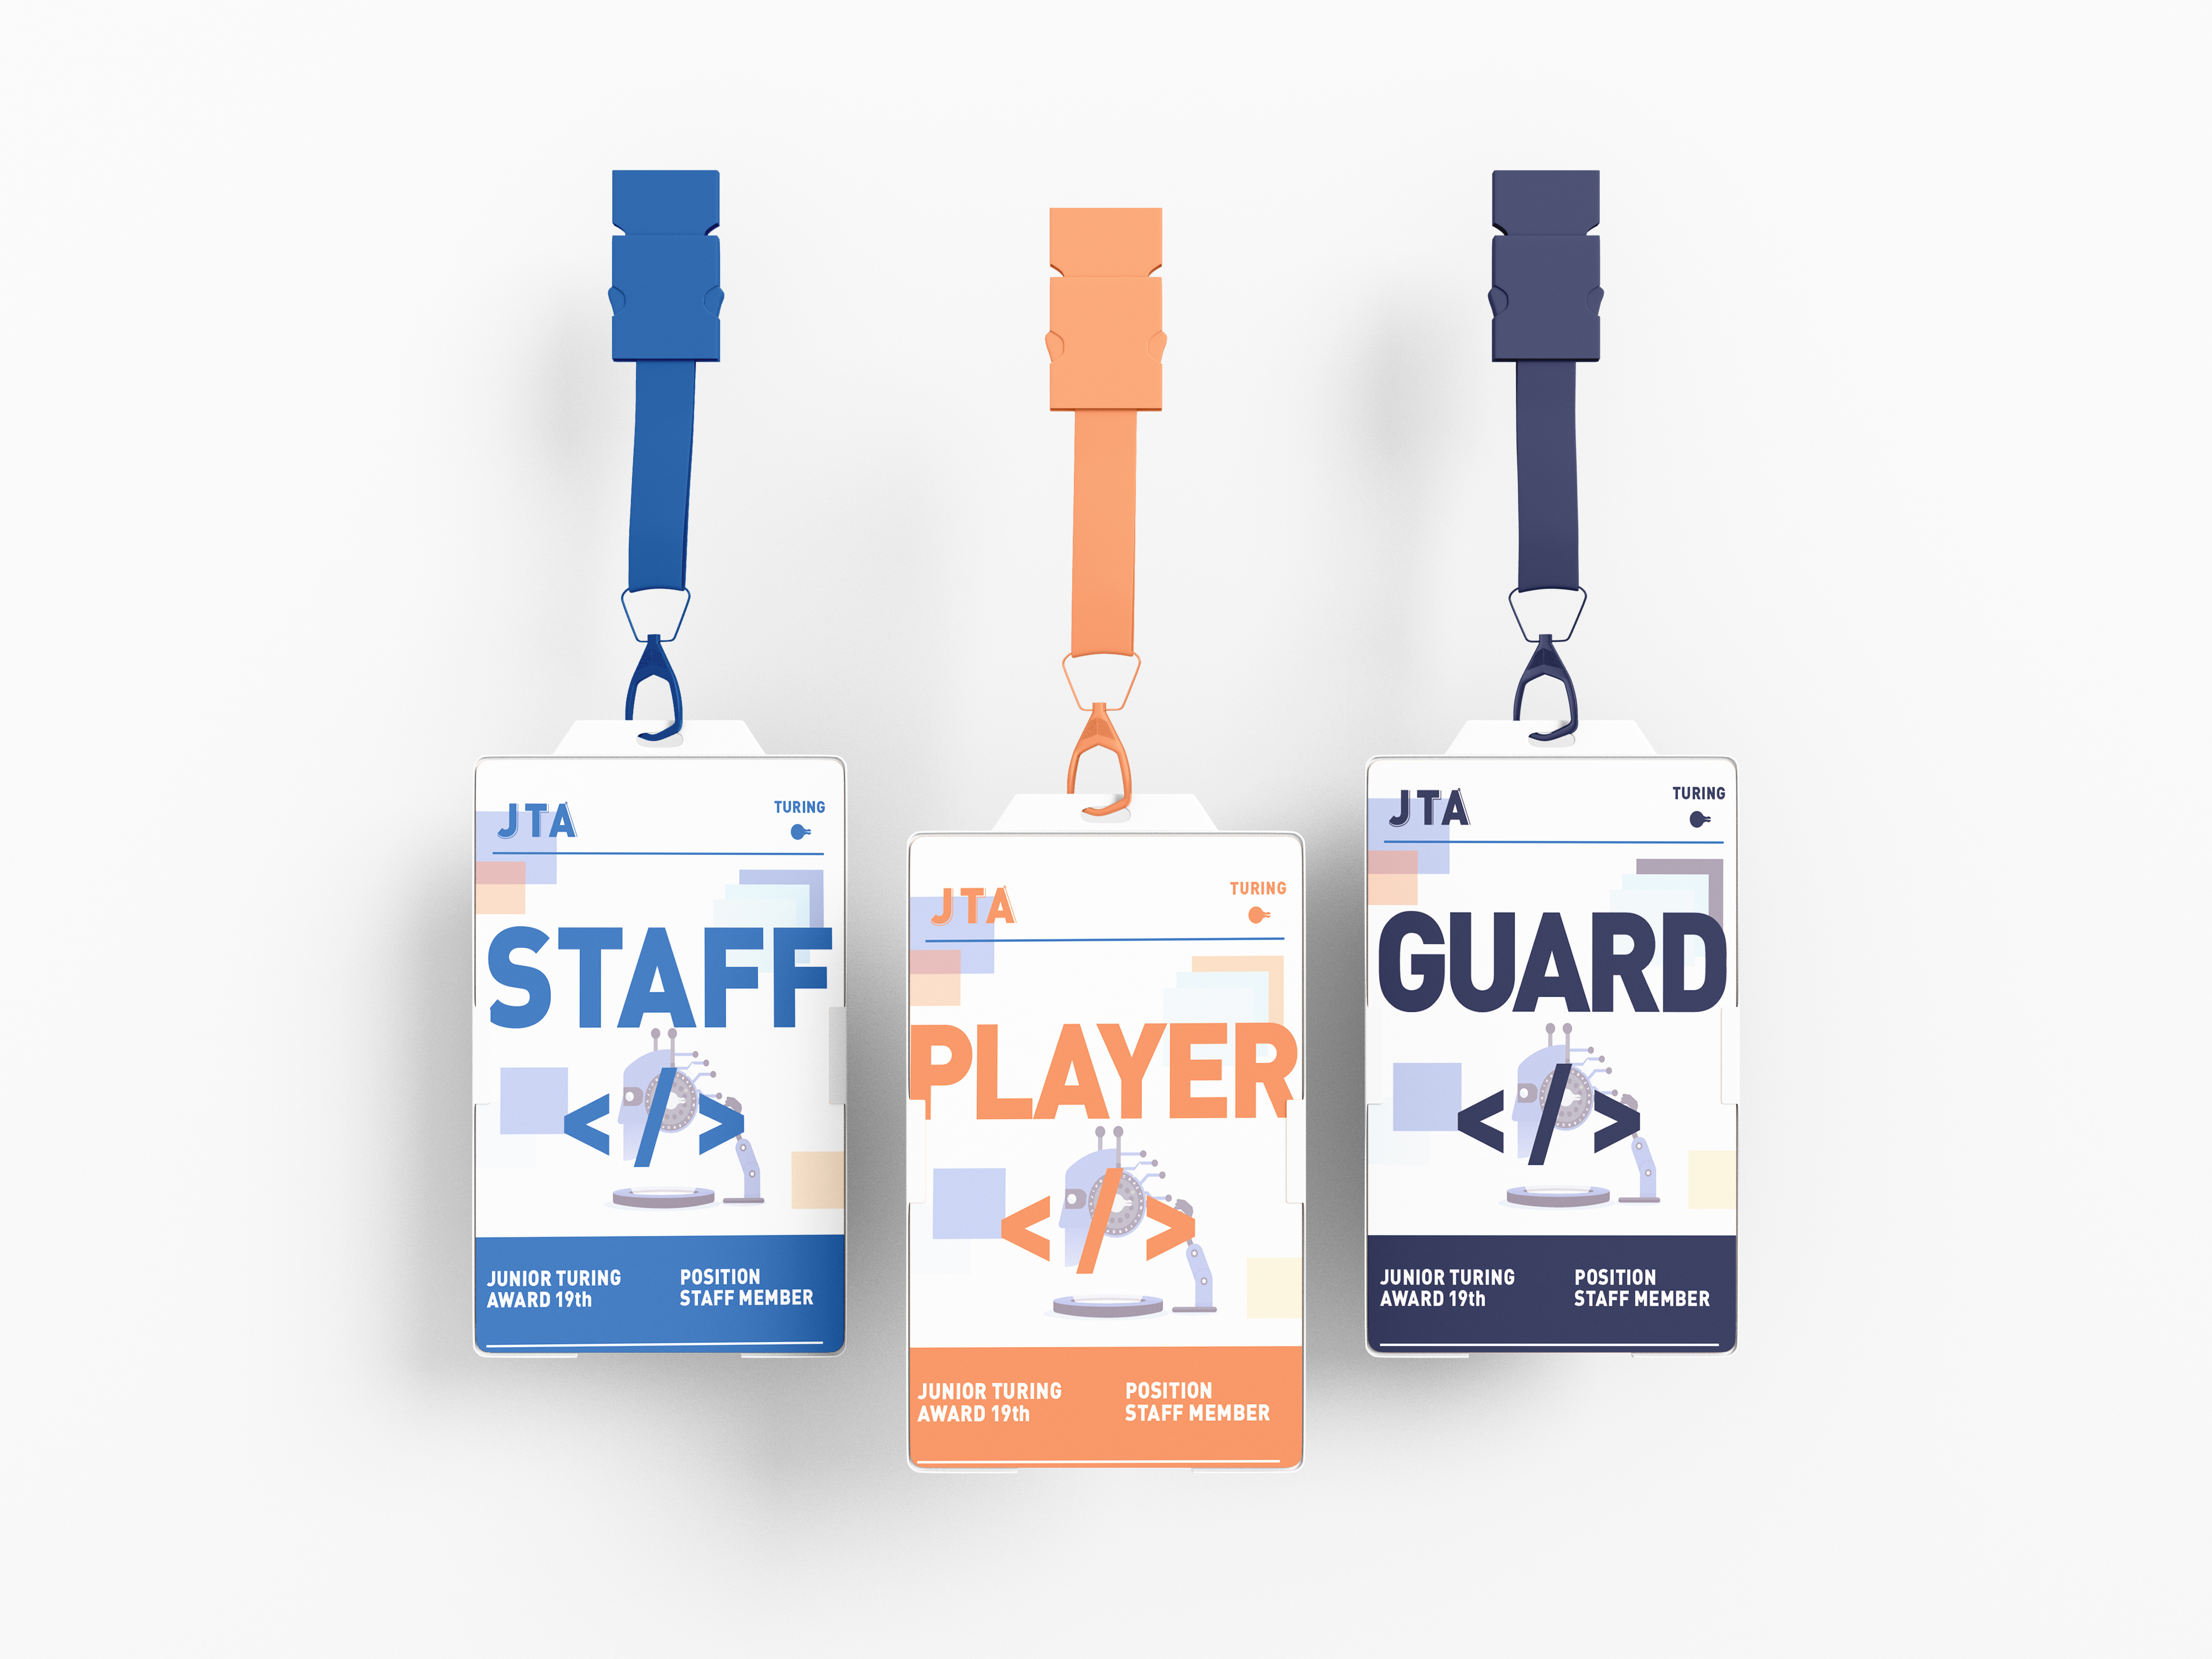 JTA
TURING
STAFF
</>
JUNIOR TURING
AWARD 19th
POSITION
STAFF MEMBER
JTA
TURING
PLAYER
</>
JUNIOR TURING
AWARD 19th
POSITION
STAFF MEMBER
JTA
TURING
GUARD
</>
JUNIOR TURING
AWARD 19th
POSITION
STAFF MEMBER